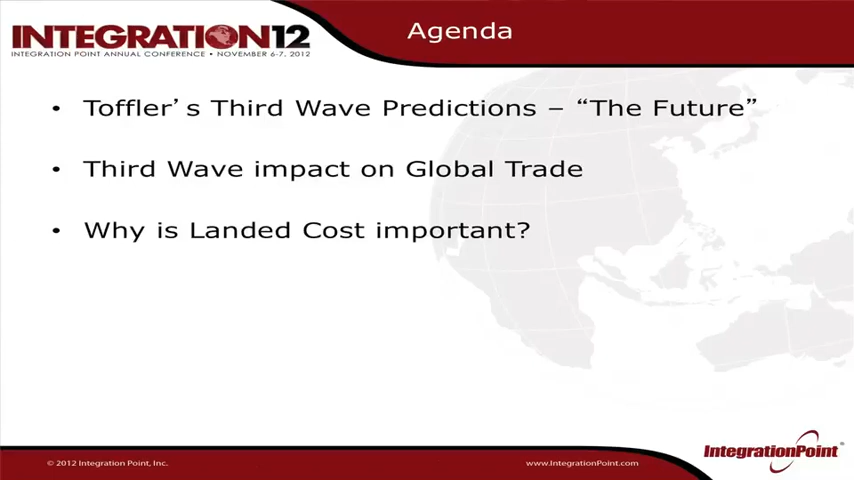 INTEGRATION12
INTEGRATION POINT ANNUAL CONFERENCE • NOVEMBER 6-7, 2012
Agenda
• Toffler's Third Wave Predictions – “The Future”
• Third Wave impact on Global Trade
• Why is Landed Cost important?
© 2012 Integration Point, Inc.
www.IntegrationPoint.com
IntegrationPoint®